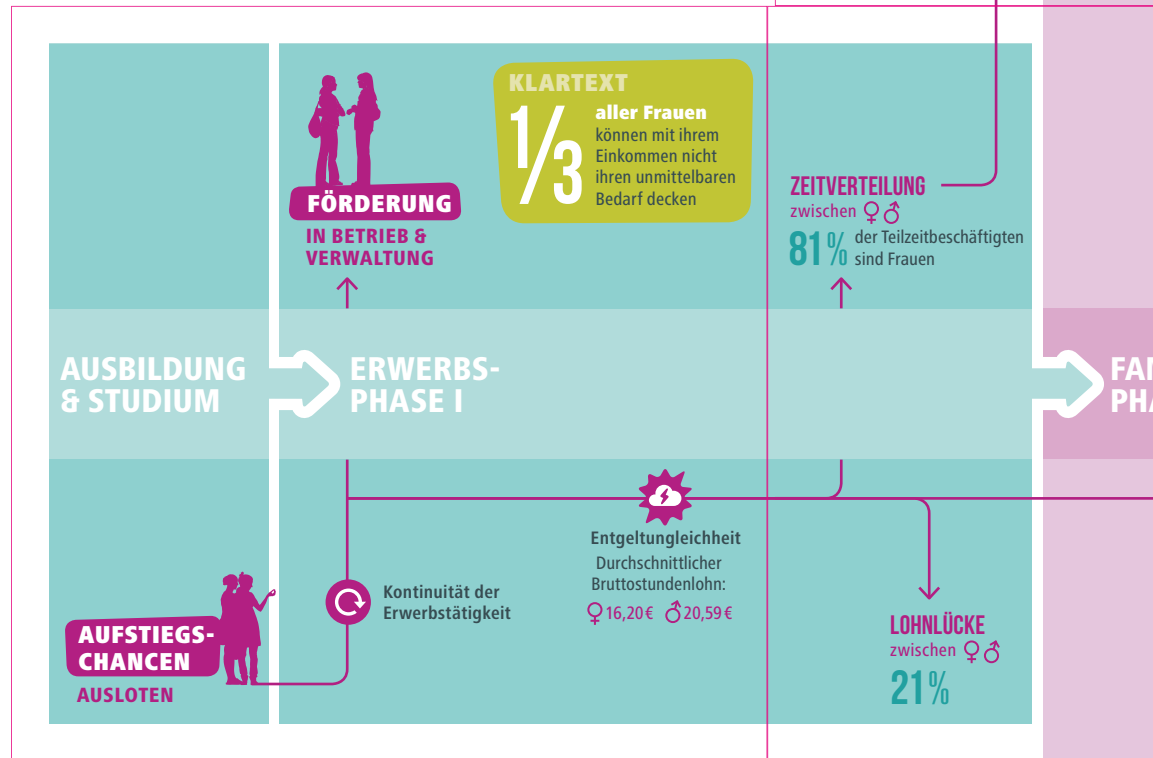 KLARTEXT
1/3
aller Frauen
können mit ihrem
Einkommen nicht
ihren unmittelbaren
Bedarf decken
FÖRDERUNG
IN BETRIEB &
VERWALTUNG
ZEITVERTEILUNG
zwischen ♀♂
81% der Teilzeitbeschäftigten
sind Frauen
AUSBILDUNG
& STUDIUM
ERWERBS-
PHASE I
FAM
PHA
Entgeltungleichheit
Durchschnittlicher
Bruttostundenlohn:
♀16,20€ ♂20,59€
Kontinuität der
Erwerbstätigkeit
AUFSTIEGS-
CHANCEN
AUSLOTEN
LOHNLÜCKE
zwischen ♀♂
21%